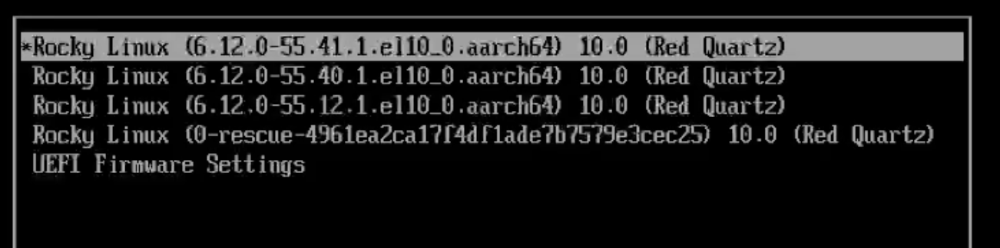 *Rocky Linux (6.12.0-55.41.1.el10_0.aarch64) 10.0 (Red Quartz)
Rocky Linux (6.12.0-55.40.1.el10_0.aarch64) 10.0 (Red Quartz)
Rocky Linux (6.12.0-55.12.1.el10_0.aarch64) 10.0 (Red Quartz)
Rocky Linux (0-rescue-4961ea2ca17f4df1ade7b7579e3cec25) 10.0 (Red Quartz)
UEFI Firmware Settings